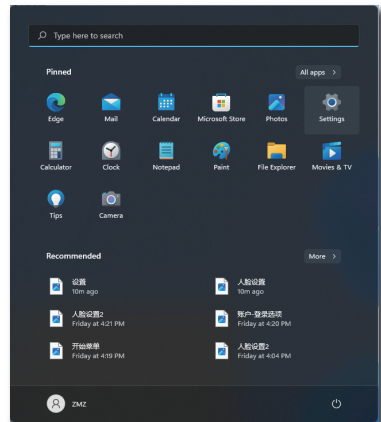 Type here to search
Pinned
All apps >
Edge Mail Calendar Microsoft Store Photos Settings
Calculator Clock Notepad Paint File Explorer Movies & TV
Tips Camera
Recommended
More >
设置 人脸设置
10m ago 10m ago
人脸设置2 账户-登录选项
Friday at 4:21 PM Friday at 4:20 PM
开始菜单 人脸设置2
Friday at 4:19 PM Friday at 4:04 PM
ZMZ